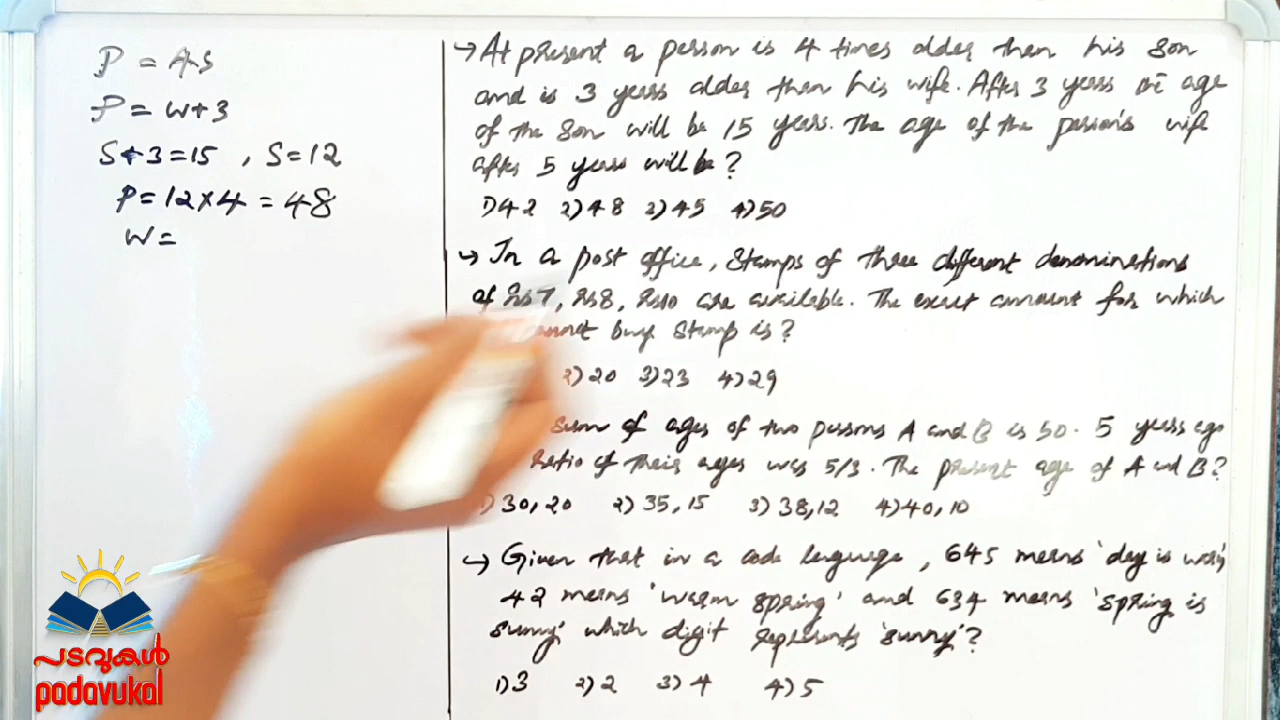 P = 4S
P = W+3
S+3=15 , S=12
P=12×4 = 48
W =
→ At present a person is 4 times older then his son
and is 3 years older then his wife. After 3 years age
of the son will be 15 years. The age of the person's wife
after 5 years will be?
1)42 2)48 3)45 4)50
→ In a post office, stamps of three different denominations
of Rs7, Rs8, Rs10 are available. The exact amount for which
cannot buy stamp is?
2)20 3)23 4)29
sum of ages of two persons A and B is 50. 5 years ago
Ratio of their ages was 5/3. The present age of A and B?
1)30,20 2)35,15 3)38,12 4)40,10
→ Given that in a code language, 645 means 'day is warm'
42 means 'warm spring' and 634 means 'spring is
sunny'. which digit represents 'sunny'?
1)3 2)2 3)4 4)5
പടവുകൾ
padavukal